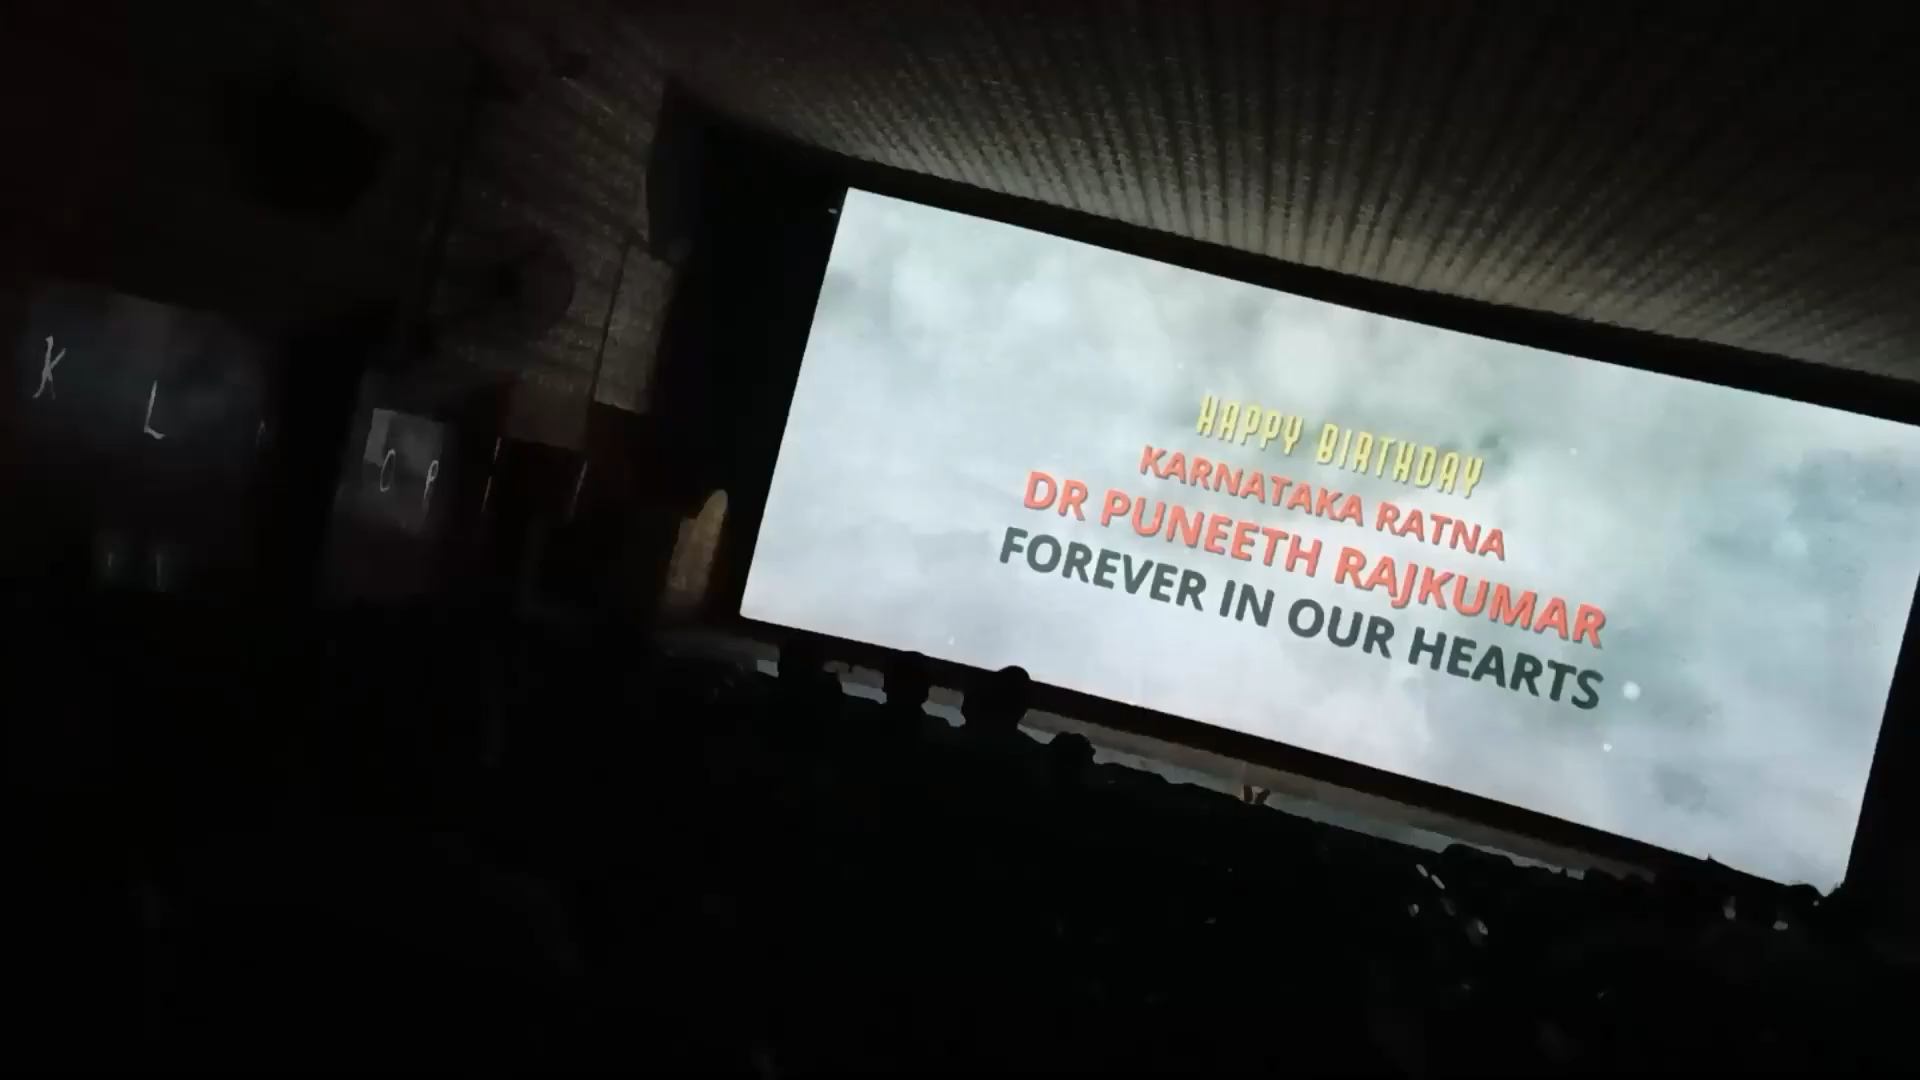 HAPPY BIRTHDAY
KARNATAKA RATNA
DR PUNEETH RAJKUMAR
FOREVER IN OUR HEARTS
K L
O P